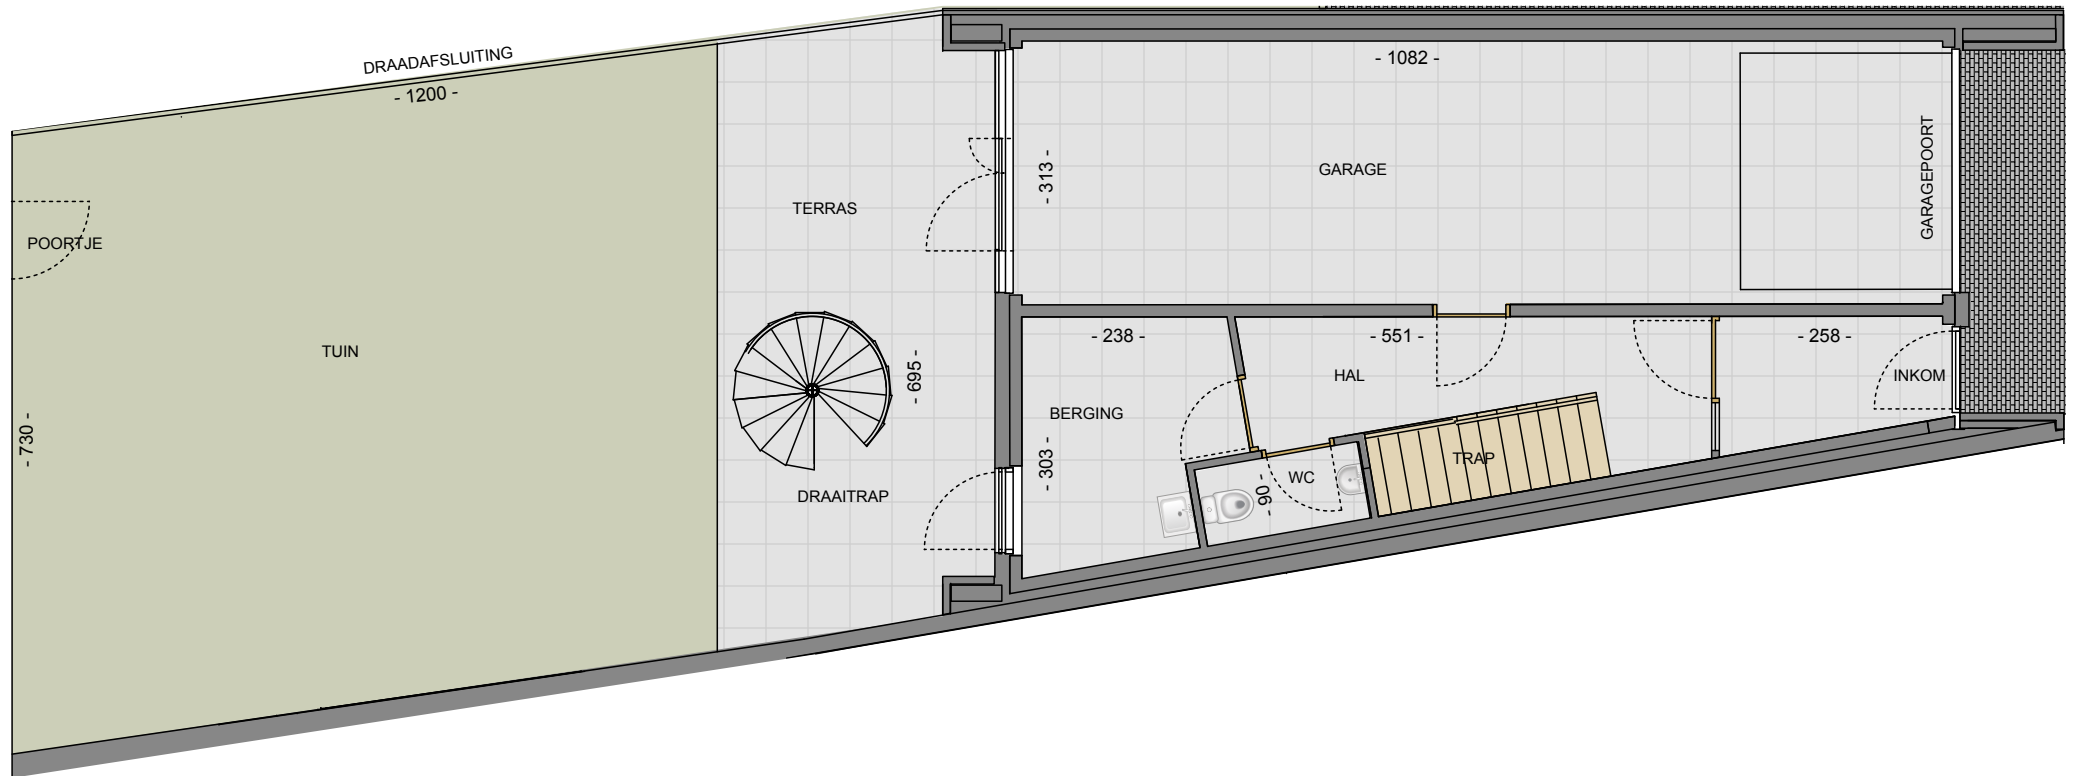 DRAADAFSLUITING
- 1200 -
- 1082 -
GARAGE
- 313 -
GARAGEPOORT
TERRAS
POORTJE
TUIN
- 730 -
- 695 -
DRAAITRAP
- 238 -
BERGING
- 303 -
- 551 -
HAL
- 258 -
INKOM
TRAP
WC
- 90 -